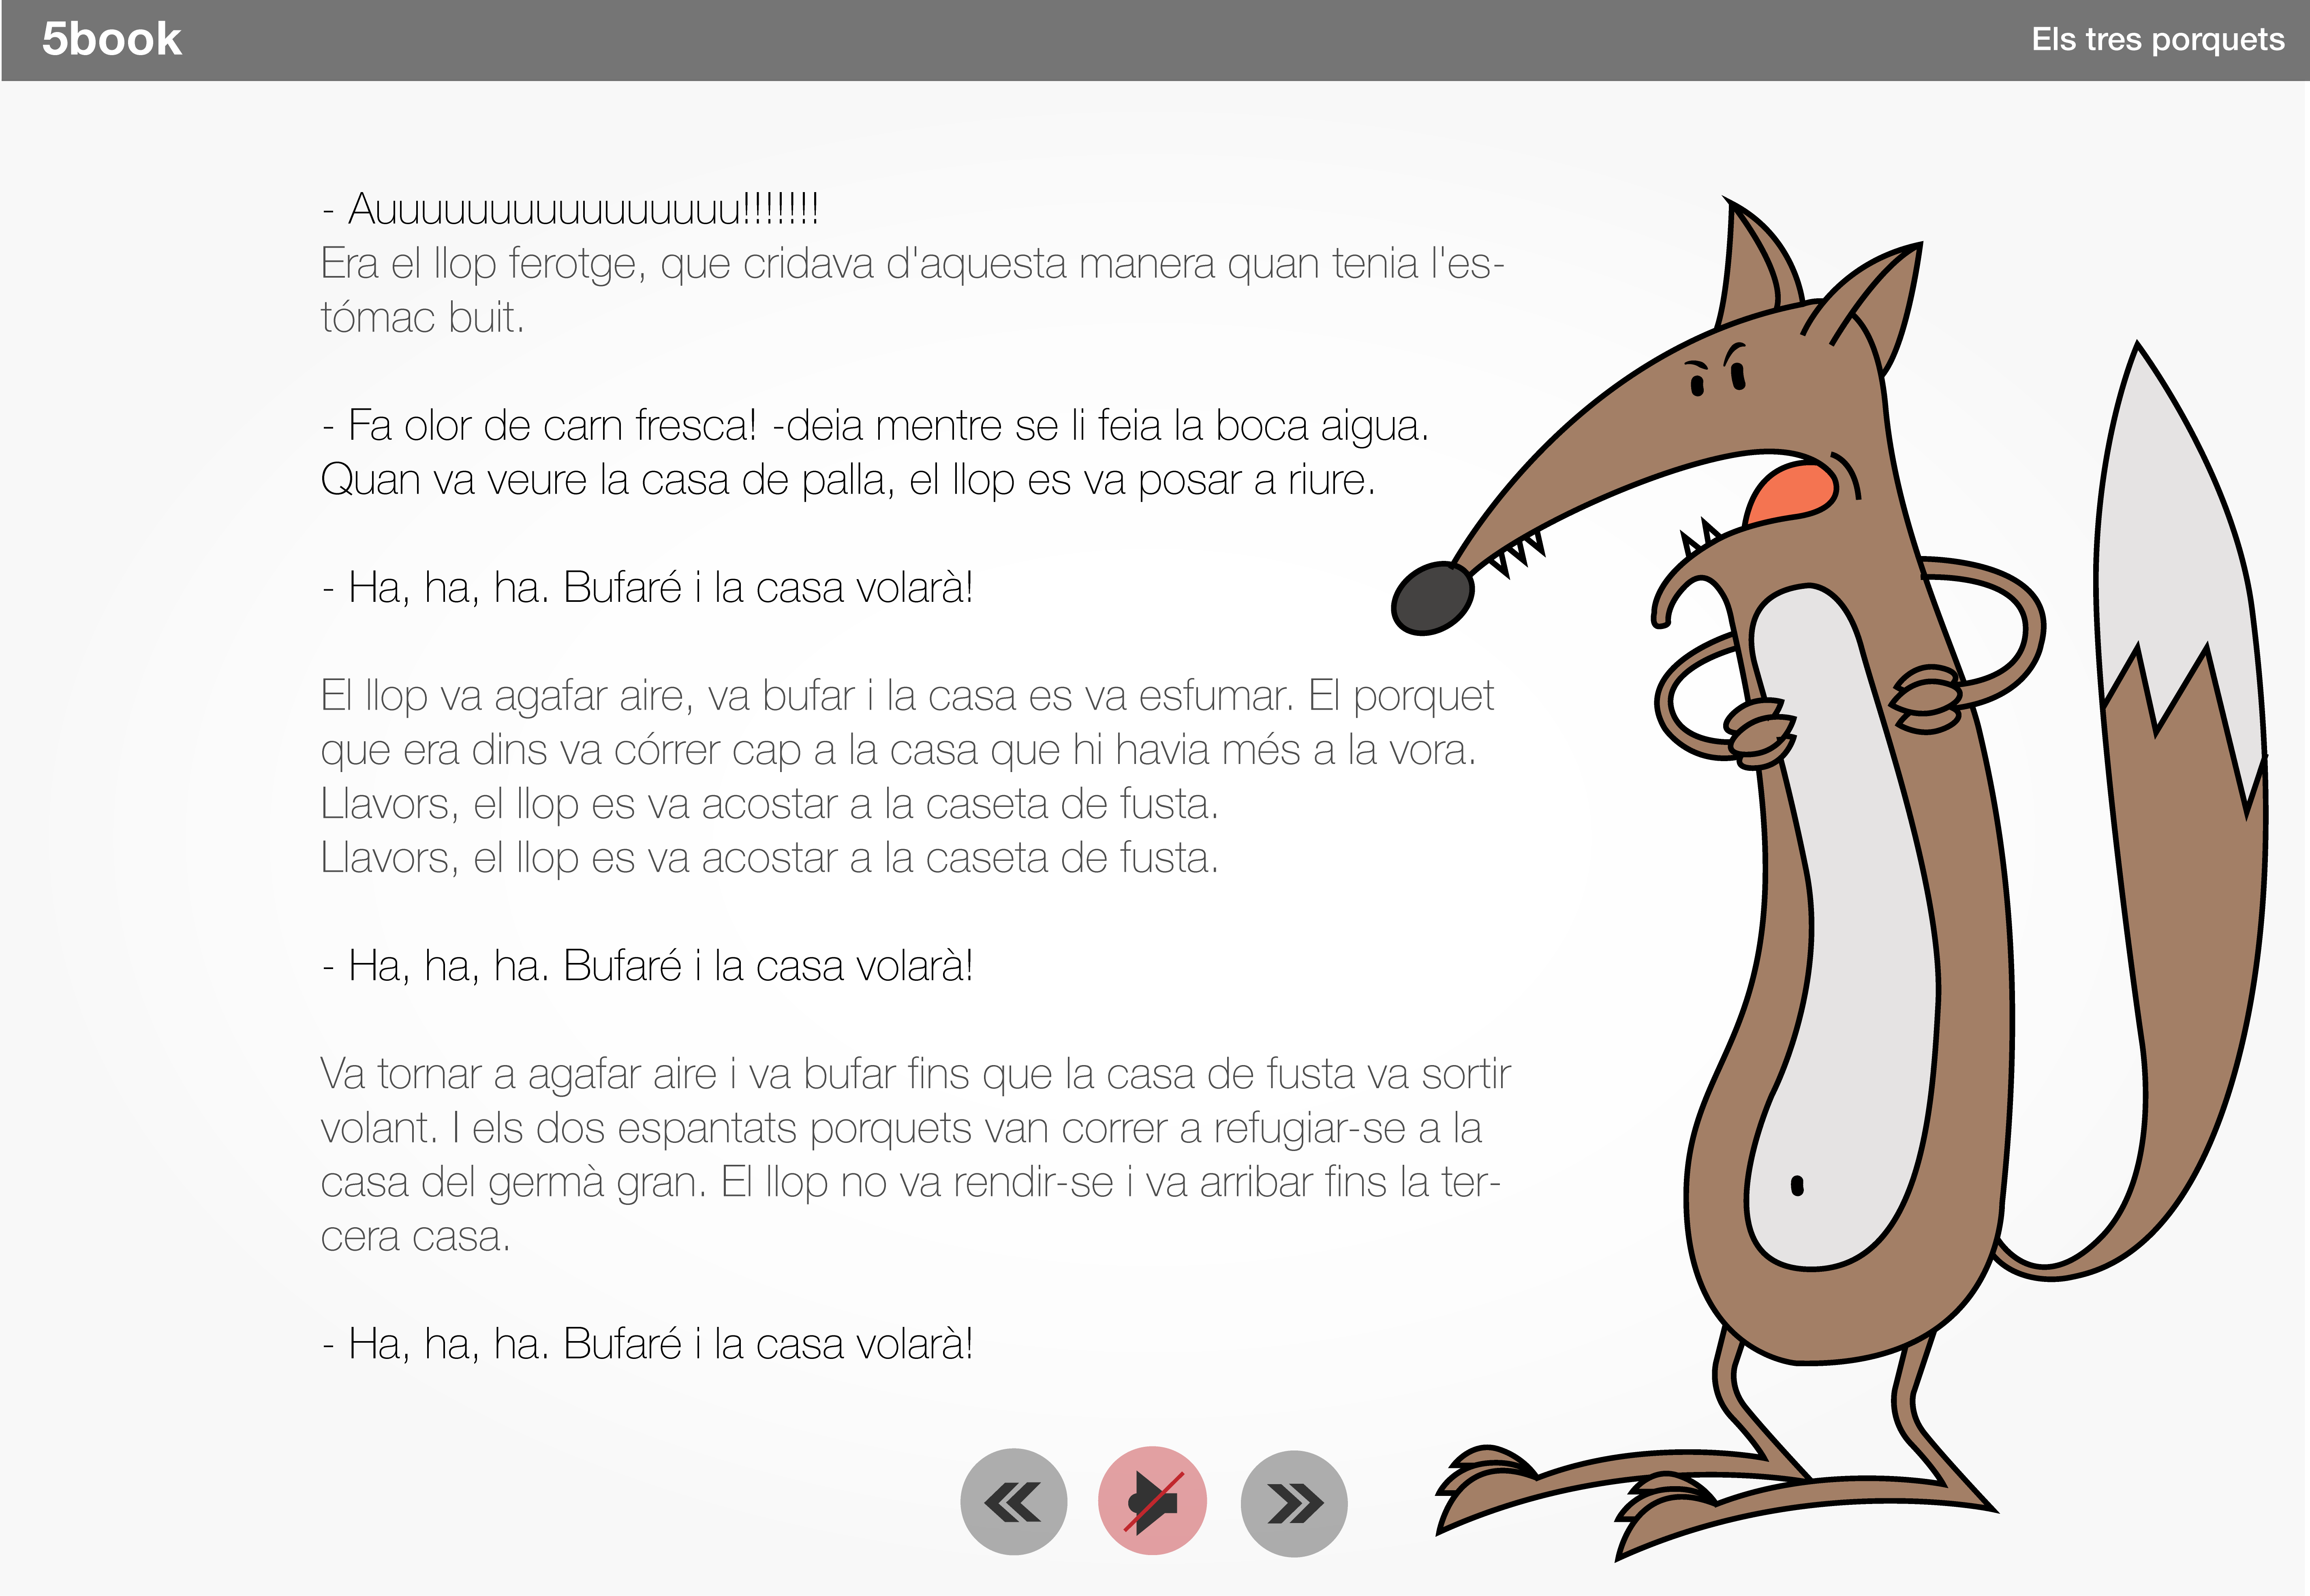 5book
Els tres porquets
- Auuuuuuuuuuuuuuuu!!!!!!!
Era el llop ferotge, que cridava d'aquesta manera quan tenia l'es-
tómac buit.
- Fa olor de carn fresca! -deia mentre se li feia la boca aigua.
Quan va veure la casa de palla, el llop es va posar a riure.
- Ha, ha, ha. Bufaré i la casa volarà!
El llop va agafar aire, va bufar i la casa es va esfumar. El porquet
que era dins va córrer cap a la casa que hi havia més a la vora.
Llavors, el llop es va acostar a la caseta de fusta.
Llavors, el llop es va acostar a la caseta de fusta.
- Ha, ha, ha. Bufaré i la casa volarà!
Va tornar a agafar aire i va bufar fins que la casa de fusta va sortir
volant. I els dos espantats porquets van correr a refugiar-se a la
casa del germà gran. El llop no va rendir-se i va arribar fins la ter-
cera casa.
- Ha, ha, ha. Bufaré i la casa volarà!